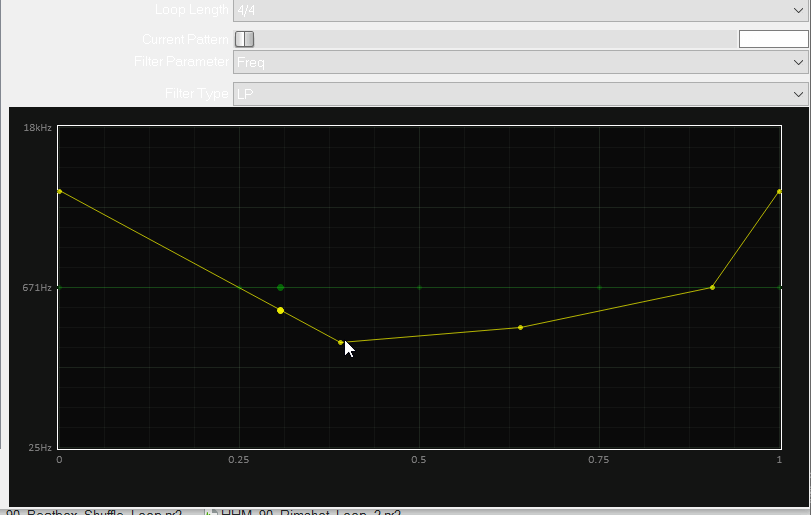 Loop Length 4/4
Current Pattern
Filter Parameter Freq
Filter Type LP
18kHz
671Hz
25Hz
0 0.25 0.5 0.75 1
90_Beatbox_Shuffle_Loop.nr2 HHM_90_Rimshot_Loop_2.nr2